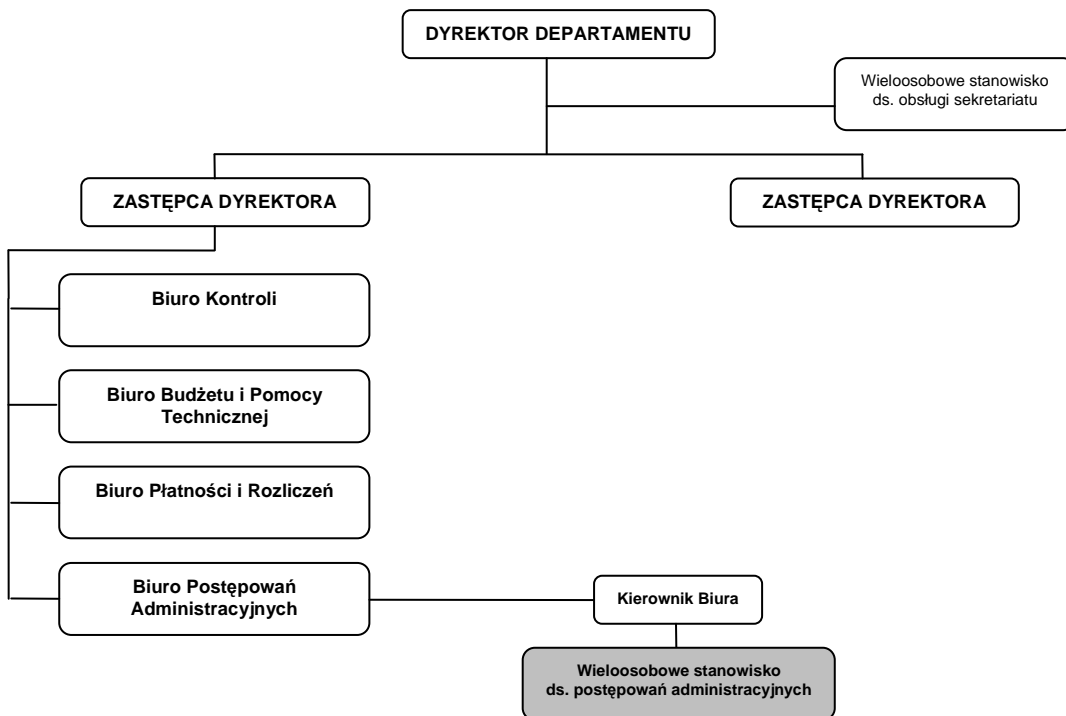 DYREKTOR DEPARTAMENTU
Wieloosobowe stanowisko
ds. obsługi sekretariatu
ZASTĘPCA DYREKTORA
ZASTĘPCA DYREKTORA
Biuro Kontroli
Biuro Budżetu i Pomocy
Technicznej
Biuro Płatności i Rozliczeń
Biuro Postępowań
Administracyjnych
Kierownik Biura
Wieloosobowe stanowisko
ds. postępowań administracyjnych